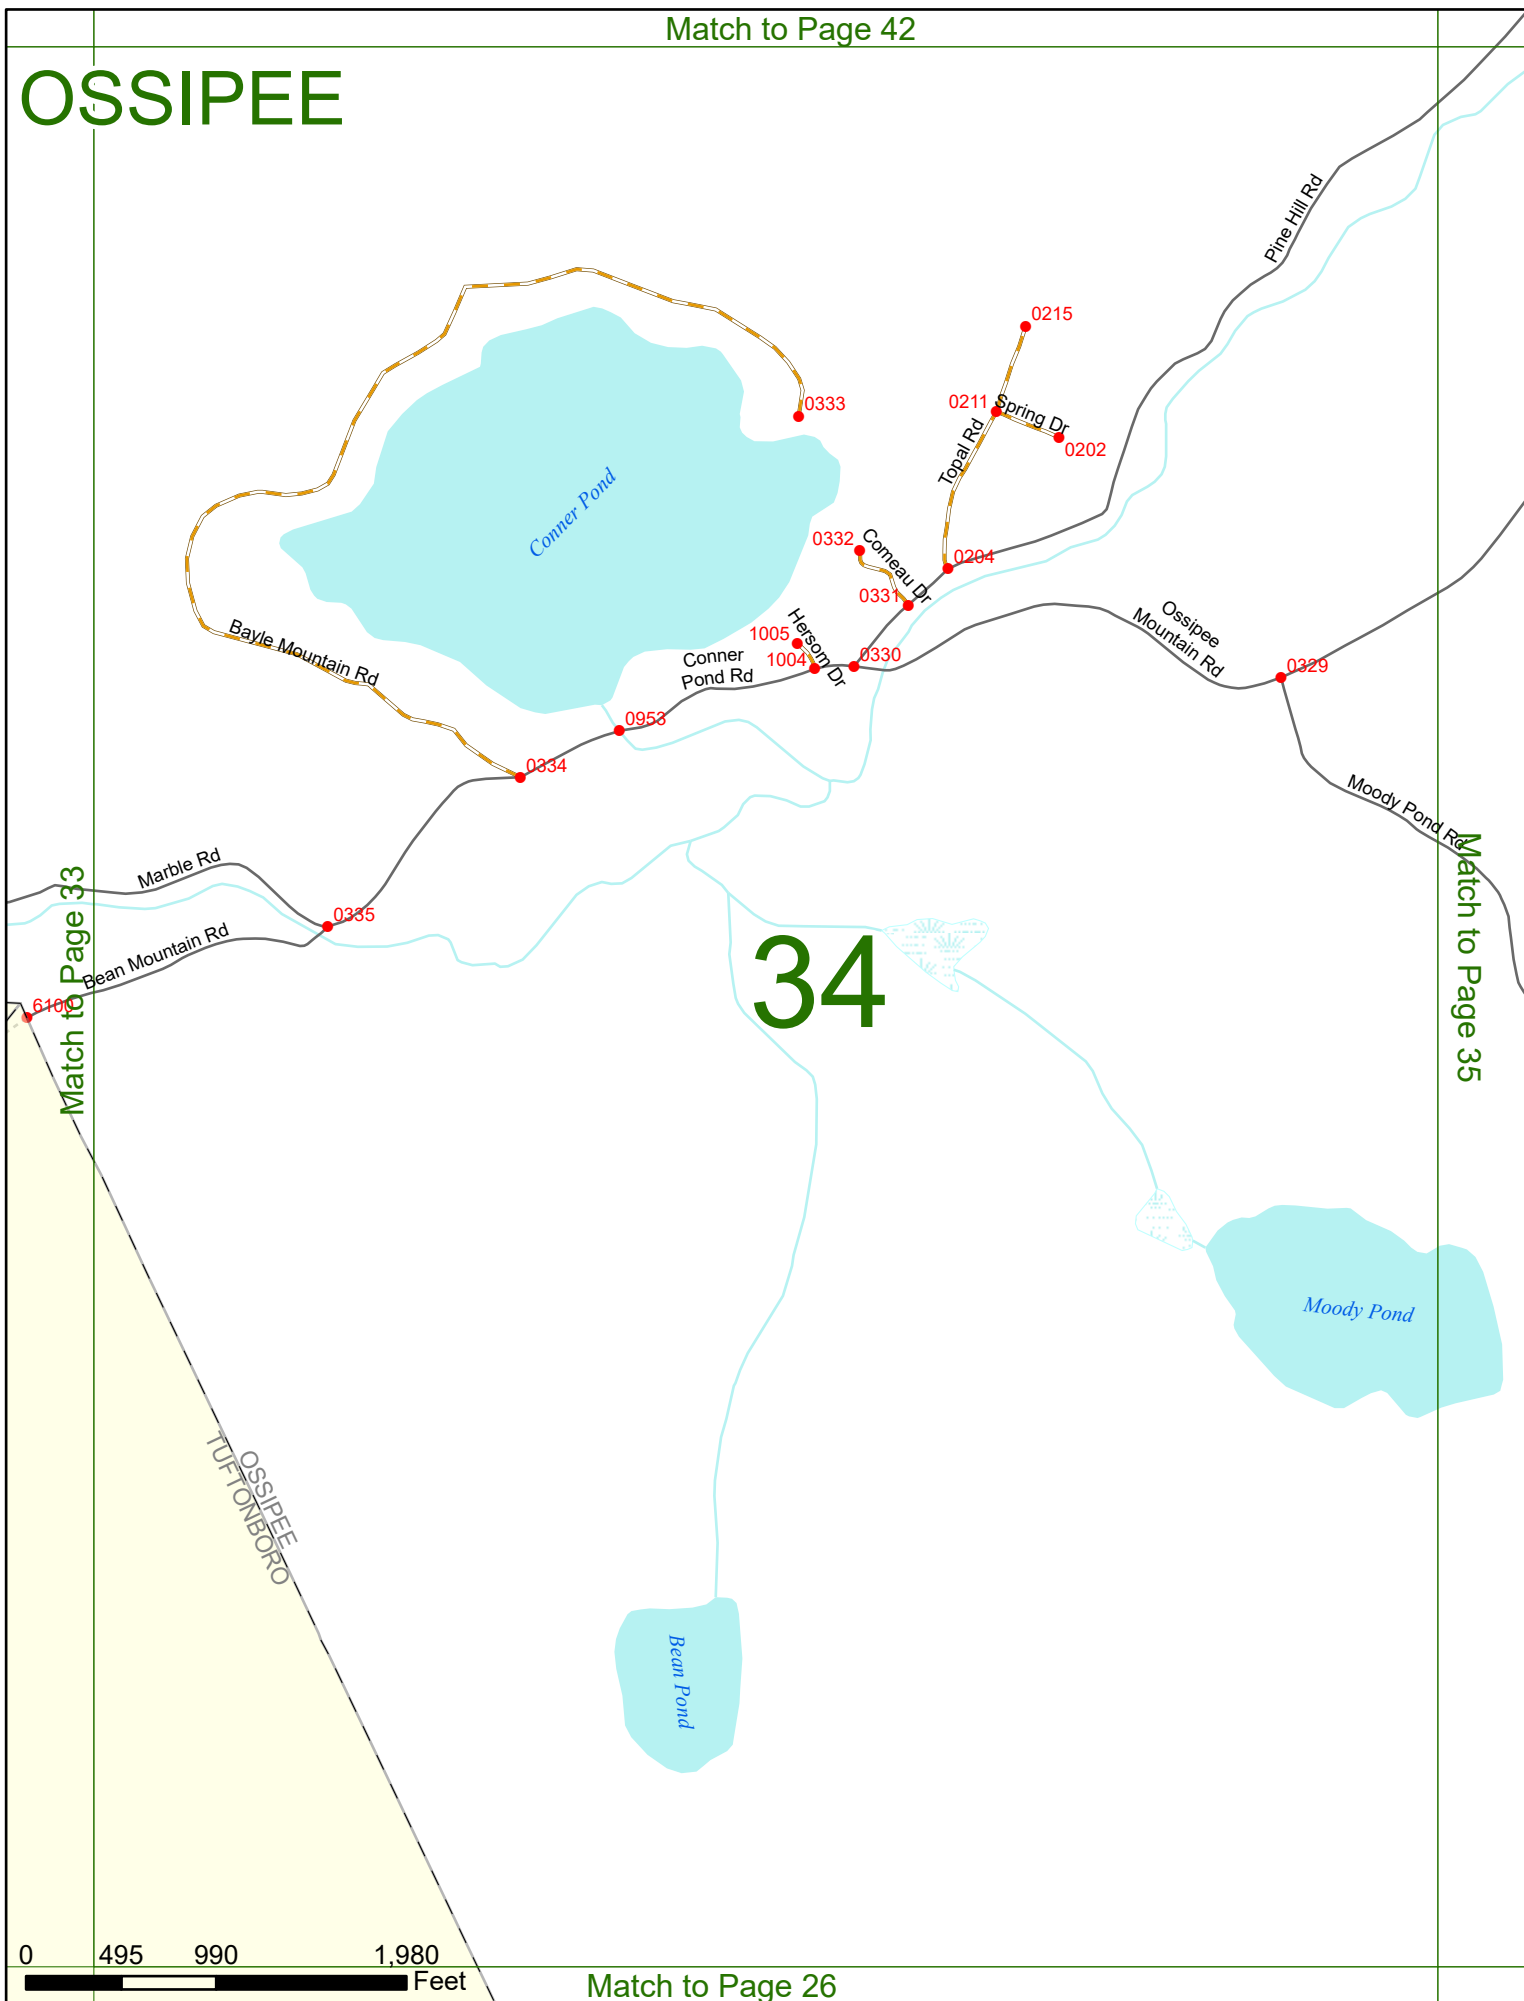 Match to Page 42
OSSIPEE
Pine Hill Rd
0215
0333
0211
Spring Dr
0202
Topal Rd
Conner Pond
0332
Comeau Dr
0204
0331
Ossipee
Mountain Rd
Bayle Mountain Rd
1005
Hersom Dr
1004
0330
Conner
Pond Rd
0329
0953
0334
Moody Pond Rd
Marble Rd
Match to Page 33
Match to Page 35
0335
Bean Mountain Rd
34
6100
Moody Pond
OSSIPEE
TUFTONBORO
Bean Pond
0 495 990 1,980
Feet
Match to Page 26